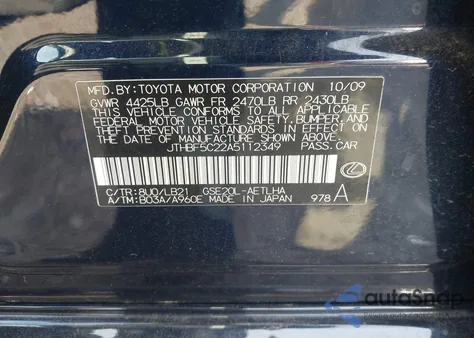 MFD.BY:TOYOTA MOTOR CORPORATION 10/09
GVWR 4425LB GAWR FR 2470LB RR 2430LB
THIS VEHICLE CONFORMS TO ALL APPLICABLE
FEDERAL MOTOR VEHICLE SAFETY, BUMPER, AND
THEFT PREVENTION STANDARDS IN EFFECT ON
THE DATE OF MANUFACTURE SHOWN ABOVE.
JTHBF5C22A5112349 PASS.CAR
C/TR:8U0/LB21 GSE20L-AETLHA
A/TM:B03A/A960E MADE IN JAPAN 978 A
autoSnap